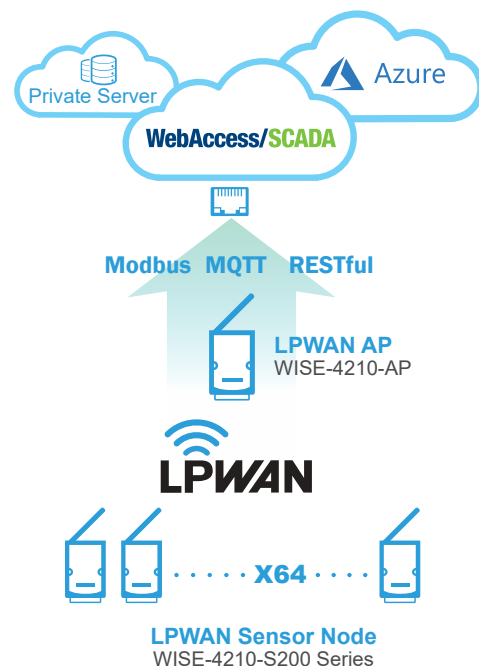 Private Server
Azure
WebAccess/SCADA
Modbus MQTT RESTful
LPWAN AP
WISE-4210-AP
LPWAN
X64
LPWAN Sensor Node
WISE-4210-S200 Series